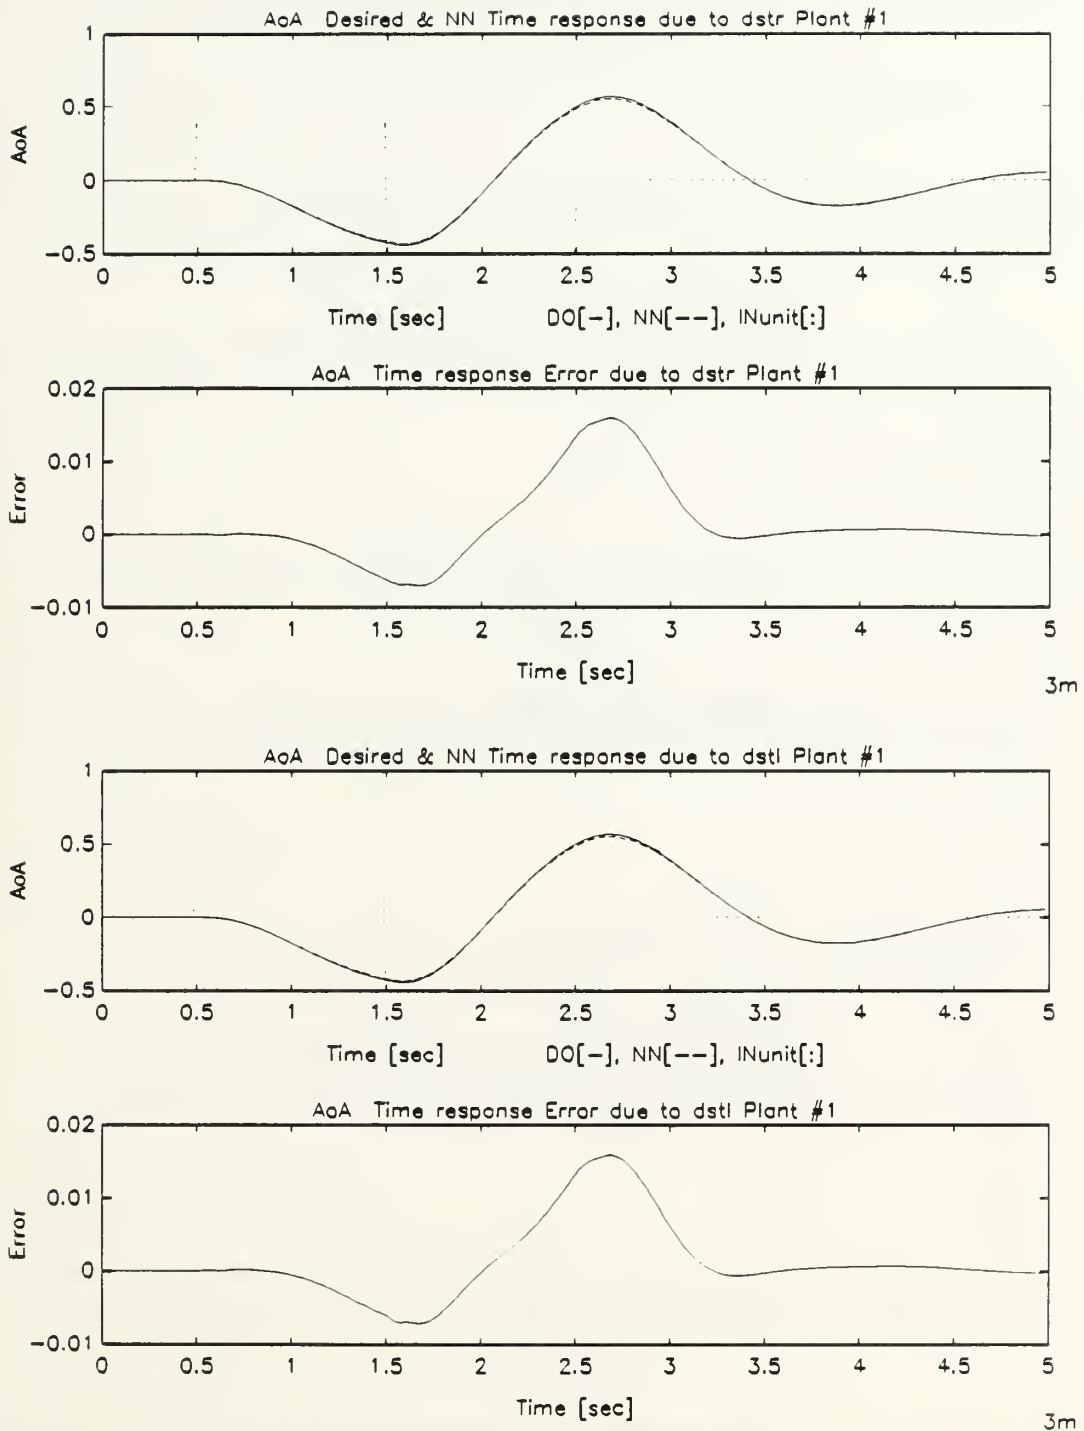 AoA Desired & NN Time response due to dstr Plant #1
1
0.5
0
-0.5
AoA
0 0.5 1 1.5 2 2.5 3 3.5 4 4.5 5
Time [sec] DO[-], NN[--], INunit[:]
AoA Time response Error due to dstr Plant #1
0.02
0.01
0
-0.01
Error
0 0.5 1 1.5 2 2.5 3 3.5 4 4.5 5
Time [sec]
3m
AoA Desired & NN Time response due to dstl Plant #1
1
0.5
0
-0.5
AoA
0 0.5 1 1.5 2 2.5 3 3.5 4 4.5 5
Time [sec] DO[-], NN[--], INunit[:]
AoA Time response Error due to dstl Plant #1
0.02
0.01
0
-0.01
Error
0 0.5 1 1.5 2 2.5 3 3.5 4 4.5 5
Time [sec]
3m